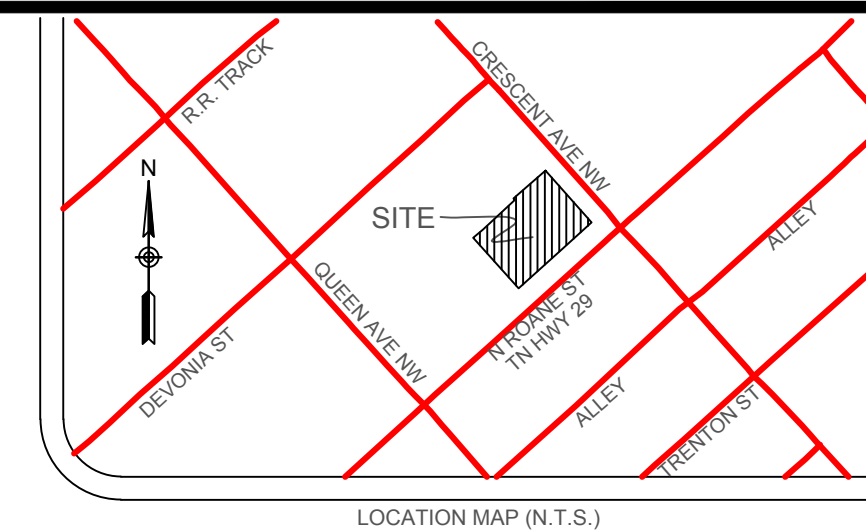 R.R. TRACK
CRESCENT AVE NW
N
SITE
ALLEY
QUEEN AVE NW
N ROANE ST
TN HWY 29
DEVONIA ST
ALLEY
TRENTON ST
LOCATION MAP (N.T.S.)